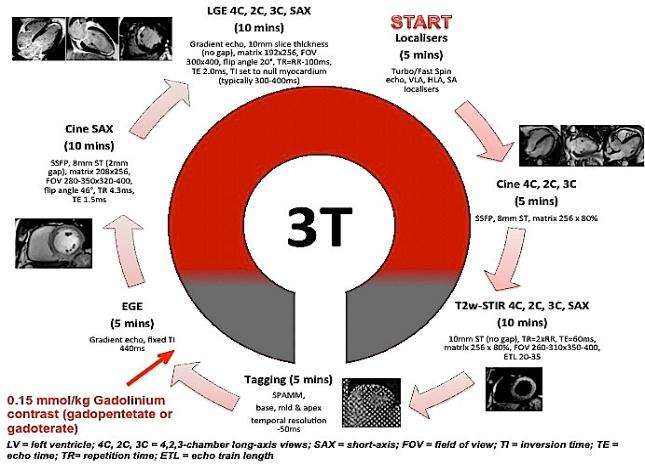 START
Localisers
(5 mins)
Turbo/Fast Spin
echo, VLA, HLA, SA
localisers
Cine 4C, 2C, 3C
(5 mins)
SSFP, 8mm ST, matrix 256 x 80%
T2w-STIR 4C, 2C, 3C, SAX
(10 mins)
10mm ST (no gap), TR=2xRR, TE=60ms,
matrix 256 x 80%, FOV 260-310x350-400,
ETL 20-35
Tagging (5 mins)
SPAMM,
base, mid & apex
temporal resolution
-50ms
0.15 mmol/kg Gadolinium
contrast (gadopentetate or
gadoterate)
EGE
(5 mins)
Gradient echo, fixed TI
440ms
Cine SAX
(10 mins)
SSFP, 8mm ST (2mm
gap), matrix 208x256,
FOV 280-350x320-400,
flip angle 46°, TR 4.3ms,
TE 1.5ms
LGE 4C, 2C, 3C, SAX
(10 mins)
Gradient echo, 10mm slice thickness
(no gap), matrix 192x256, FOV
300x400, flip angle 20°, TR=RR-100ms,
TE 2.0ms, TI set to null myocardium
(typically 300-400ms)
3T
LV = left ventricle; 4C, 2C, 3C = 4,2,3-chamber long-axis views; SAX = short-axis; FOV = field of view; TI = inversion time; TE =
echo time; TR= repetition time; ETL = echo train length